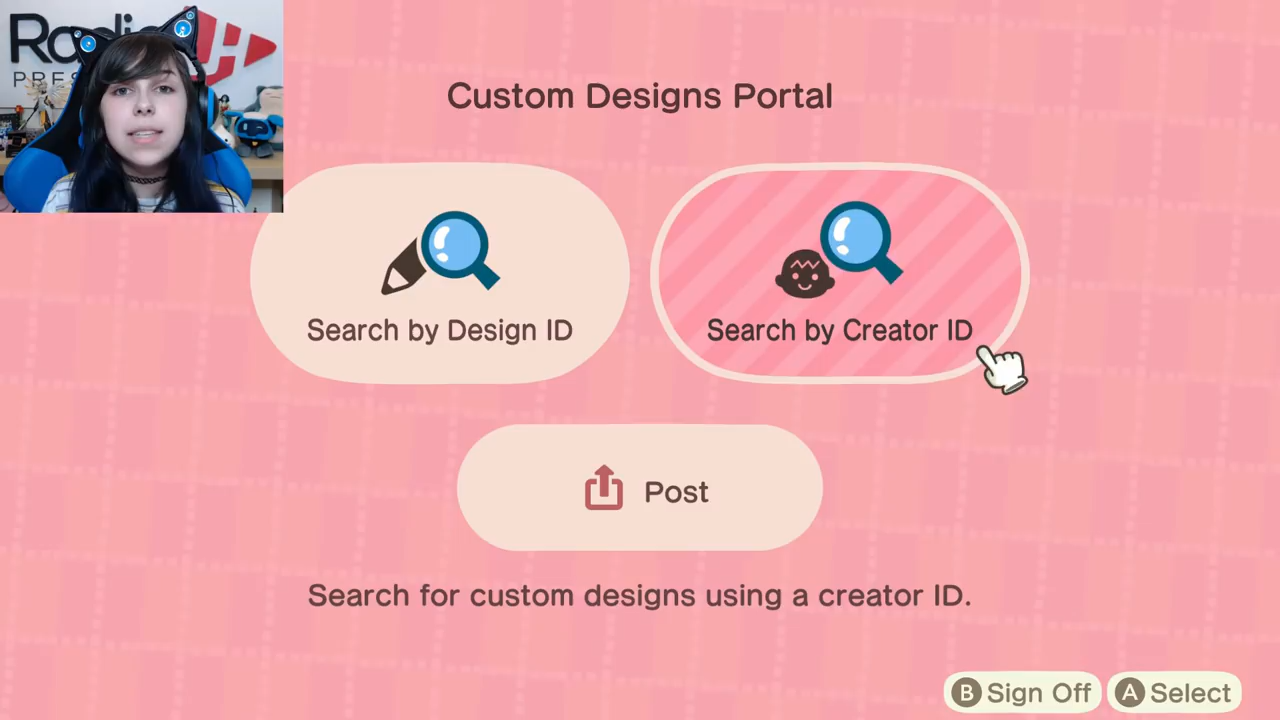 Custom Designs Portal
Search by Design ID
Search by Creator ID
Post
Search for custom designs using a creator ID.
B Sign Off
A Select